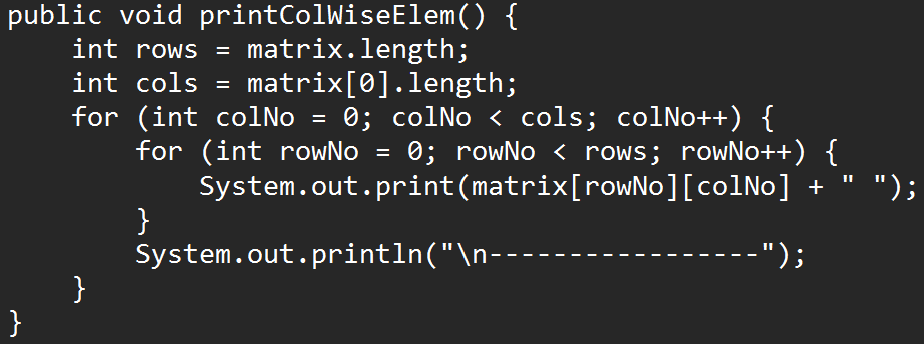 public void printColWiseElem() {
    int rows = matrix.length;
    int cols = matrix[0].length;
    for (int colNo = 0; colNo < cols; colNo++) {
        for (int rowNo = 0; rowNo < rows; rowNo++) {
            System.out.print(matrix[rowNo][colNo] + " ");
        }
        System.out.println("\n-----------------");
    }
}